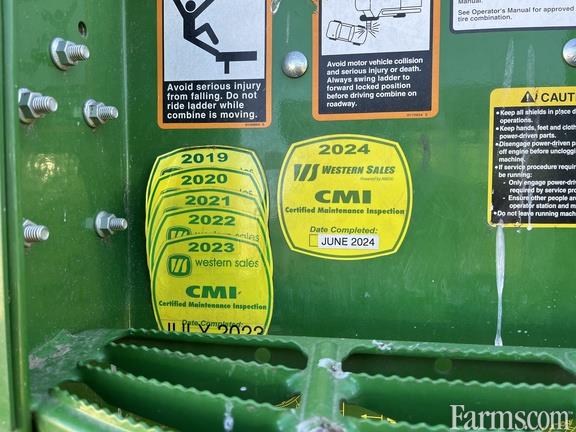 Avoid serious injury
from falling. Do not
ride ladder while
combine is moving.
Avoid motor vehicle collision
and serious injury or death.
Always swing ladder to
forward locked position
before driving combine on
roadway.
Manual.
See Operator's Manual for approved
tire combination.
CAUT
• Keep all shields in place
operations.
• Keep hands, feet and cloth
power-driven parts.
• Disengage power-driven p
off engine before unclogg
machine.
• If service procedure requir
be running:
- Only engage power-dri
required by service pro
- Ensure other people ar
operator station and m
• Do not leave running mach
2019
2020
2021
2022
2023
western sales
CMI
Certified Maintenance Inspection
Date Completed:
JULY 2023
2024
WS WESTERN SALES
CMI
Certified Maintenance Inspection
Date Completed:
JUNE 2024
Farms.com